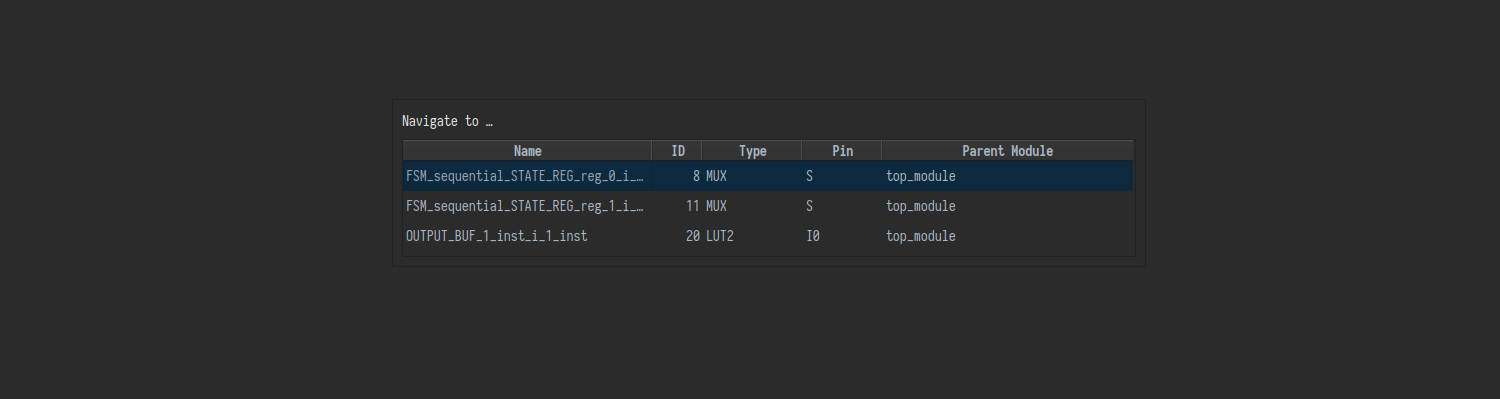 Navigate to …
Name ID Type Pin Parent Module
FSM_sequential_STATE_REG_reg_0_i_… 8 MUX S top_module
FSM_sequential_STATE_REG_reg_1_i_… 11 MUX S top_module
OUTPUT_BUF_1_inst_i_1_inst 20 LUT2 I0 top_module